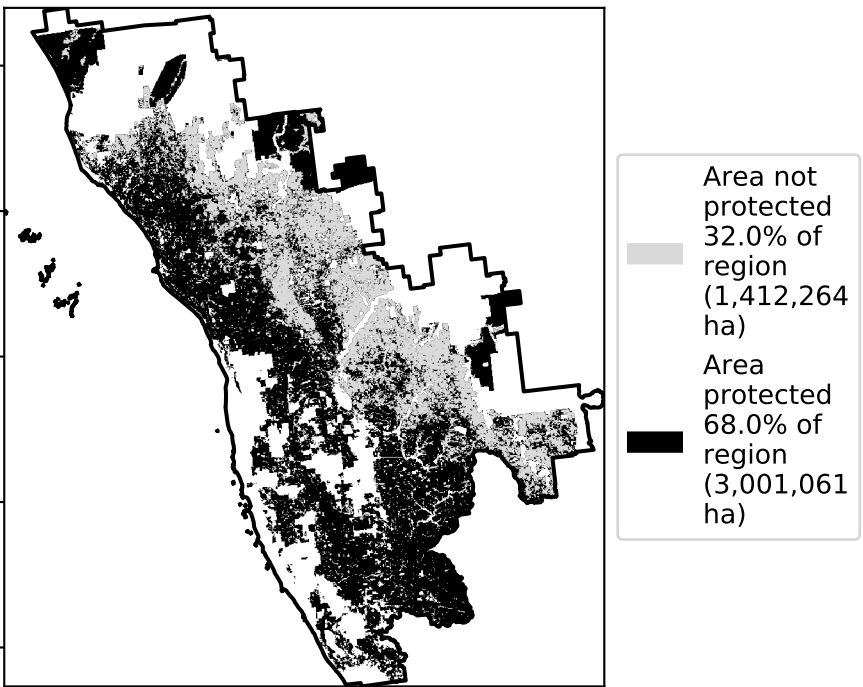 Area not
protected
32.0% of
region
(1,412,264
ha)
Area
protected
68.0% of
region
(3,001,061
ha)